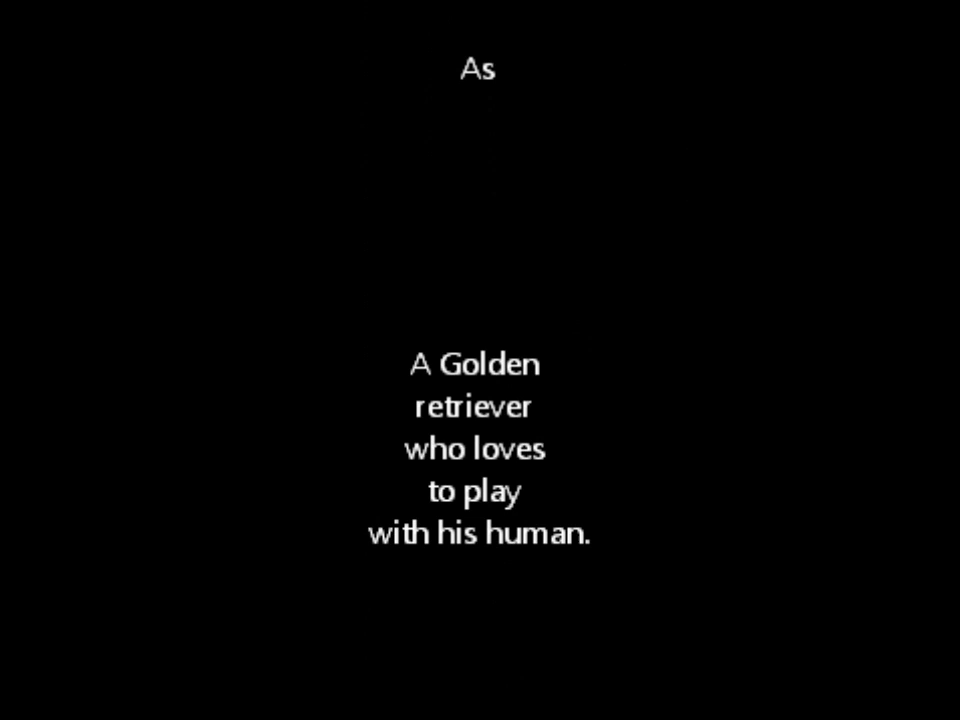 As
A Golden
retriever
who loves
to play
with his human.